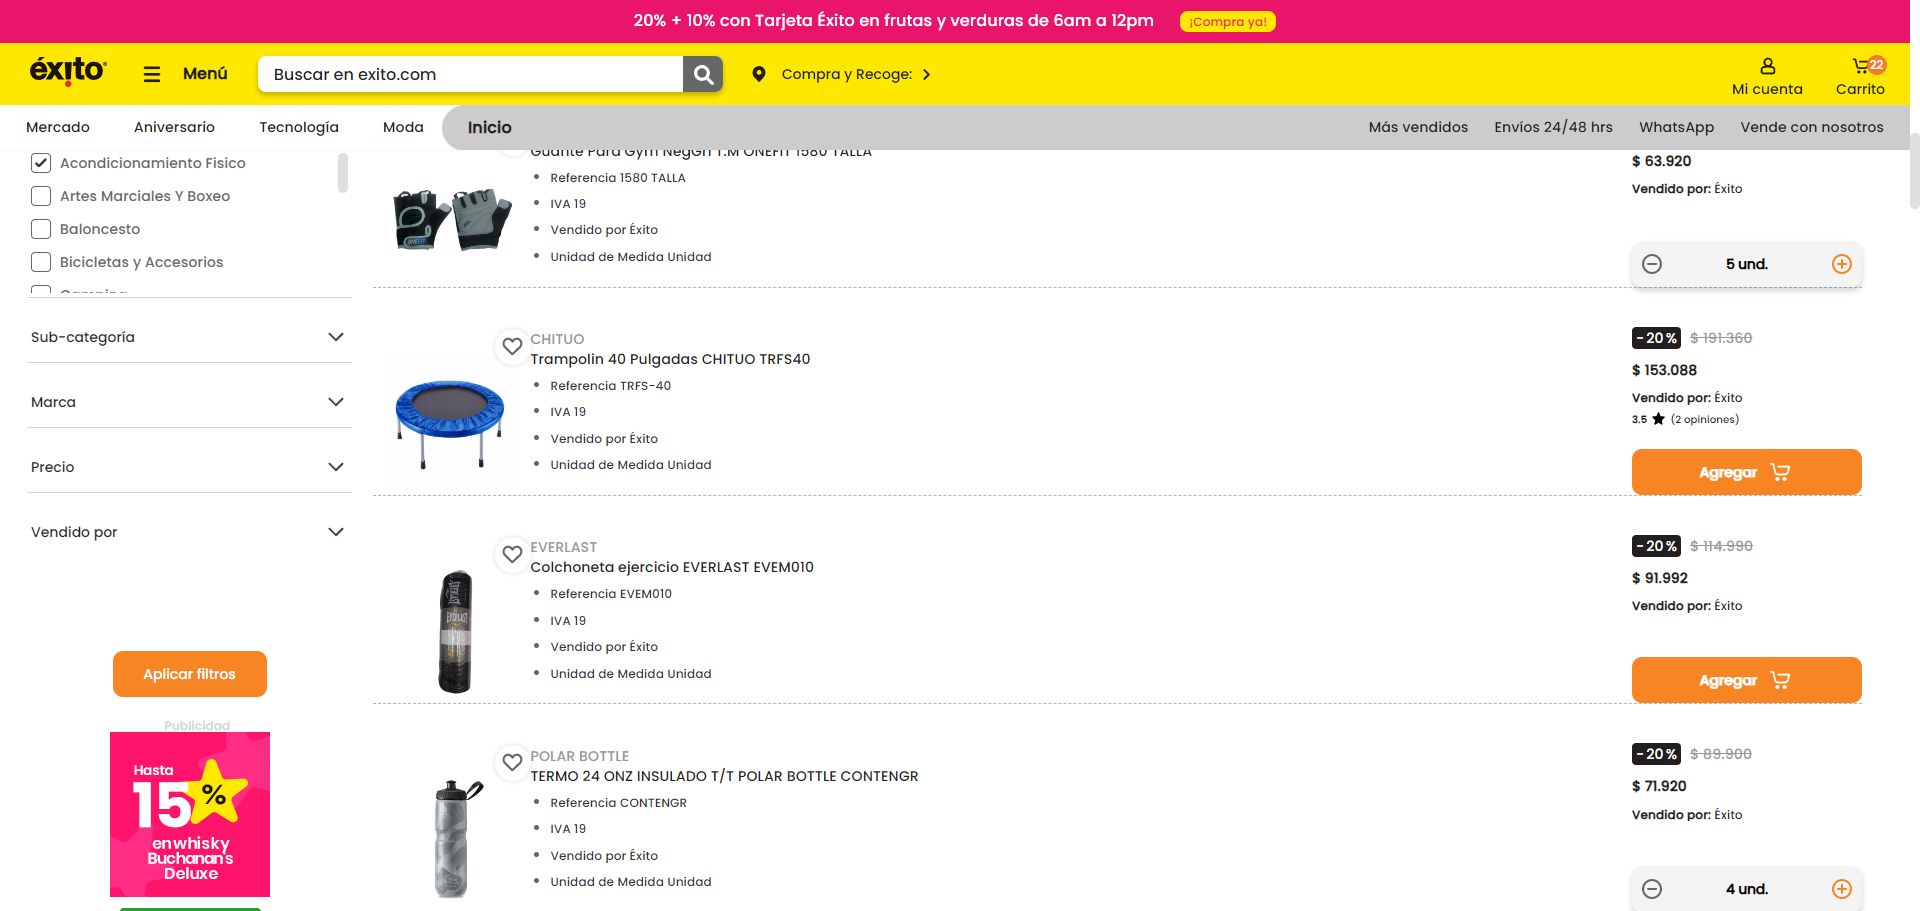 20% + 10% con Tarjeta Éxito en frutas y verduras de 6am a 12pm
¡Compra ya!
éxito
Menú
Buscar en exito.com
Compra y Recoge:
Mi cuenta
22
Carrito
Mercado
Aniversario
Tecnología
Moda
Inicio
Más vendidos
Envíos 24/48 hrs
WhatsApp
Vende con nosotros
Acondicionamiento Fisico
Artes Marciales Y Boxeo
Baloncesto
Bicicletas y Accesorios
Camping
Sub-categoría
Marca
Precio
Vendido por
Aplicar filtros
Publicidad
Hasta
15%
en whisky
Buchanan's
Deluxe
Guante Para Gym NegGri T.M ONEFIT 1580 TALLA
Referencia 1580 TALLA
IVA 19
Vendido por Éxito
Unidad de Medida Unidad
$ 63.920
Vendido por: Éxito
5 und.
CHITUO
Trampolin 40 Pulgadas CHITUO TRFS40
Referencia TRFS-40
IVA 19
Vendido por Éxito
Unidad de Medida Unidad
-20% $ 191.360
$ 153.088
Vendido por: Éxito
3.5 (2 opiniones)
Agregar
EVERLAST
Colchoneta ejercicio EVERLAST EVEM010
Referencia EVEM010
IVA 19
Vendido por Éxito
Unidad de Medida Unidad
-20% $ 114.990
$ 91.992
Vendido por: Éxito
Agregar
POLAR BOTTLE
TERMO 24 ONZ INSULADO T/T POLAR BOTTLE CONTENGR
Referencia CONTENGR
IVA 19
Vendido por Éxito
Unidad de Medida Unidad
-20% $ 89.900
$ 71.920
Vendido por: Éxito
4 und.